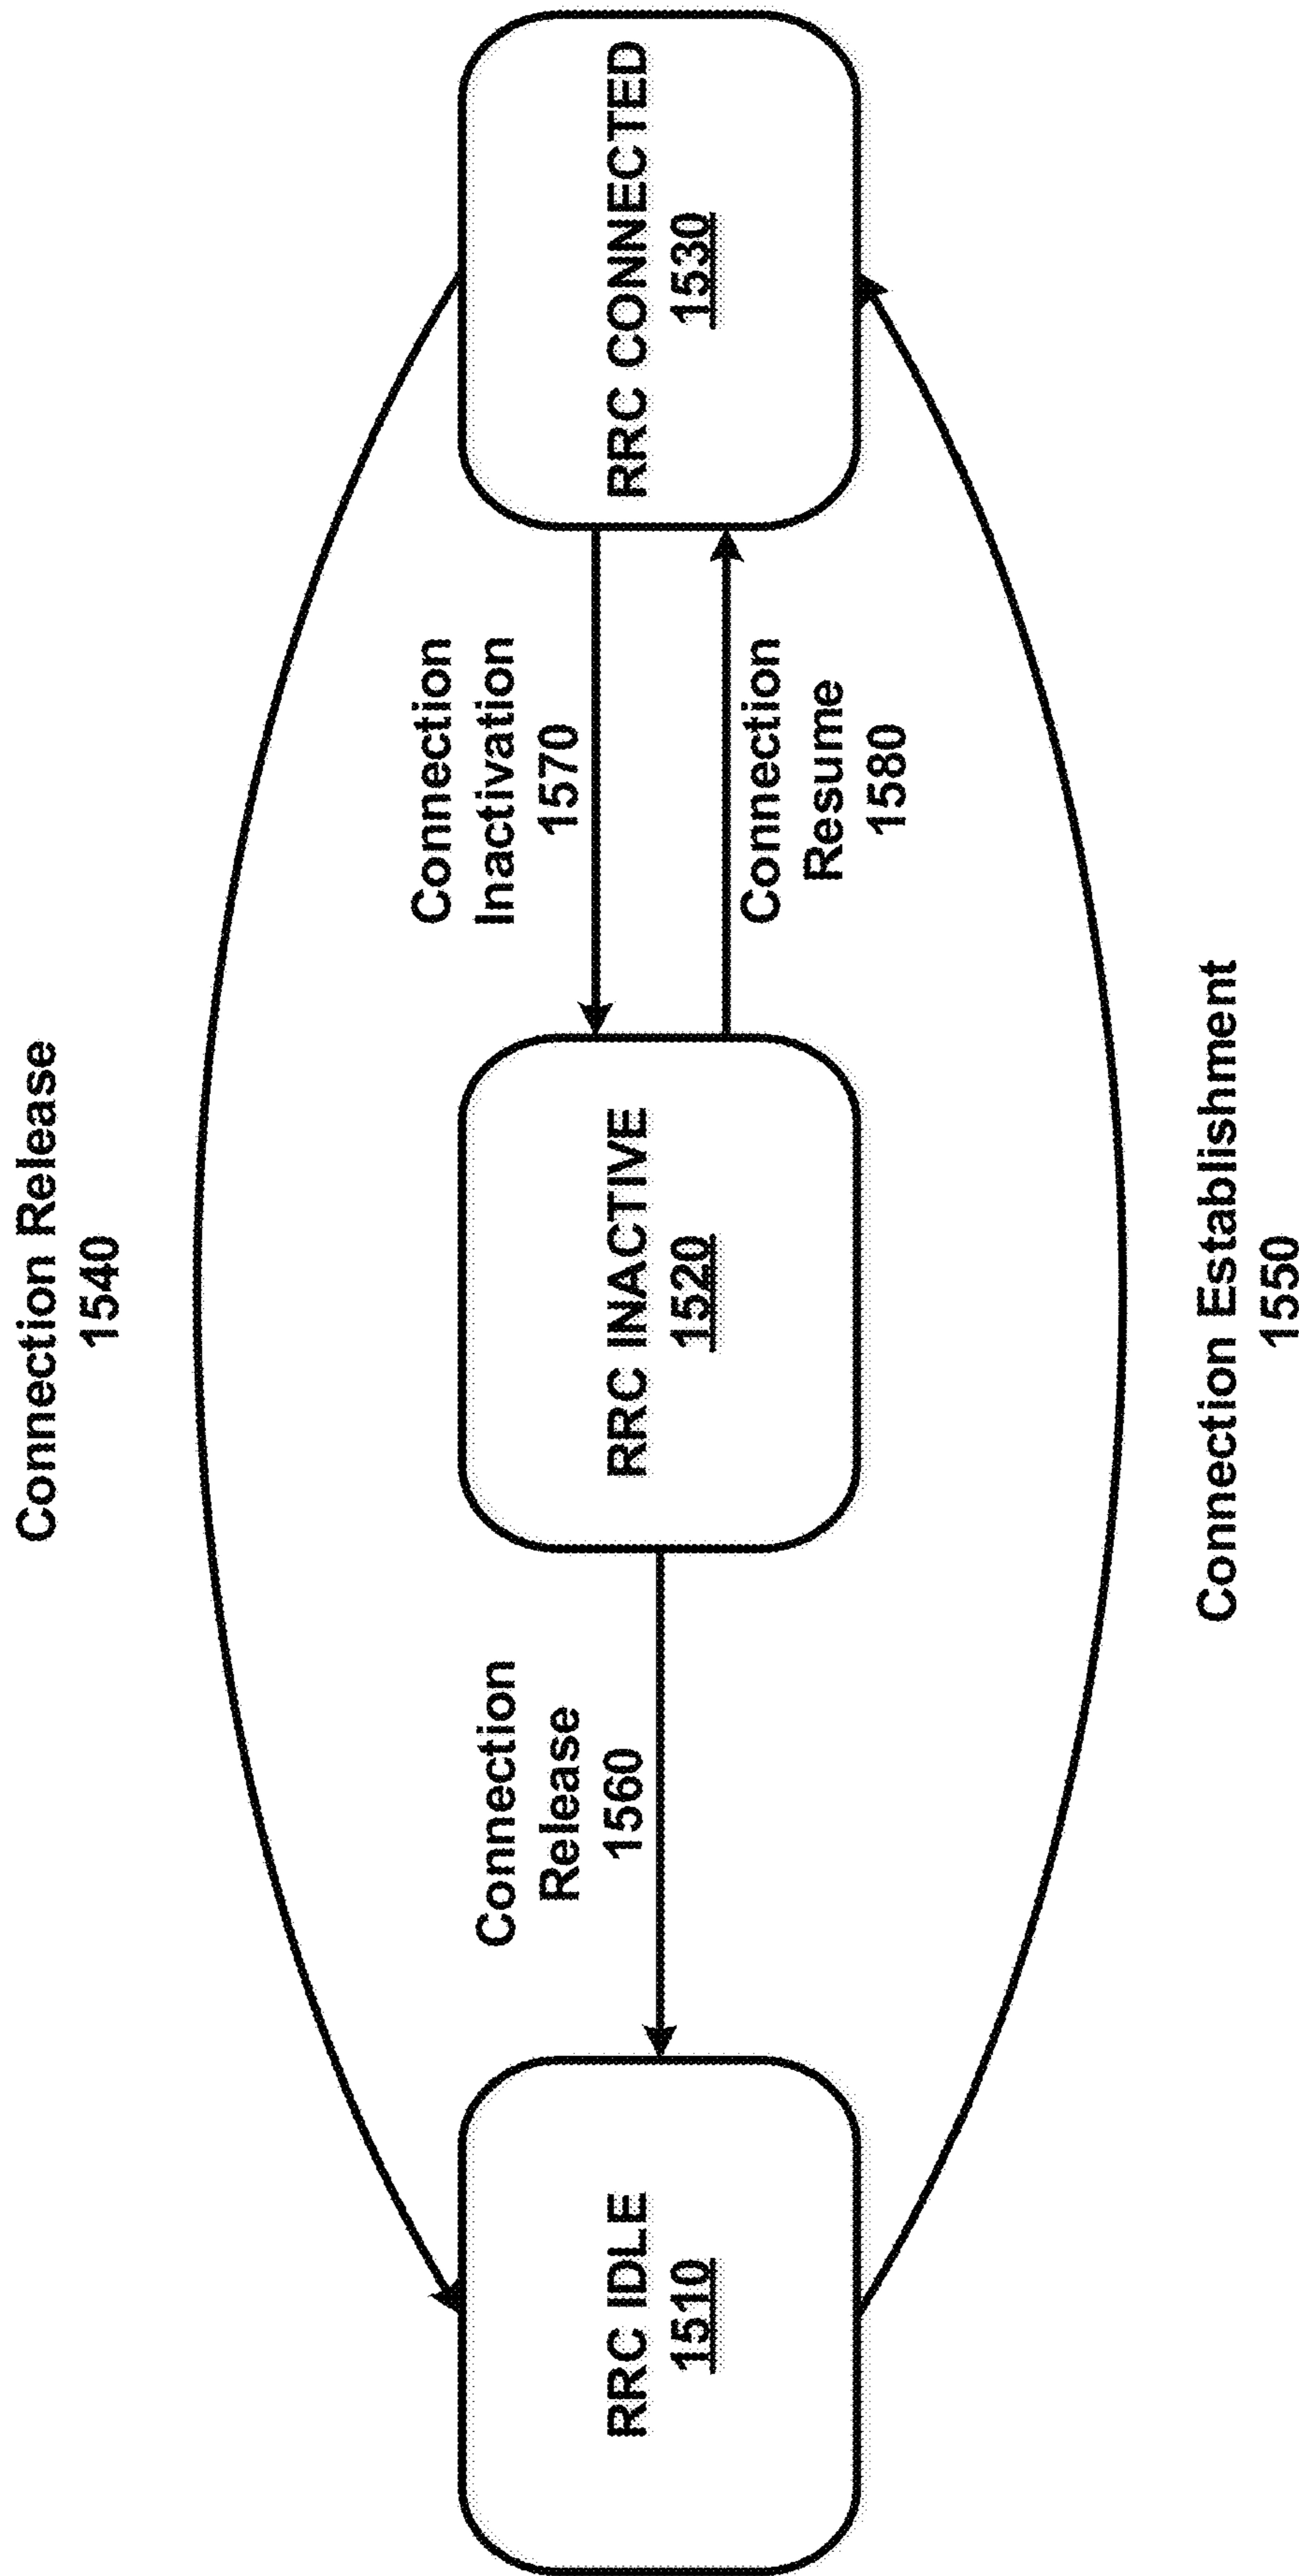 Connection Release
1540
RRC IDLE
1510
Connection
Release
1560
RRC INACTIVE
1520
Connection
Inactivation
1570
Connection
Resume
1580
RRC CONNECTED
1530
Connection Establishment
1550